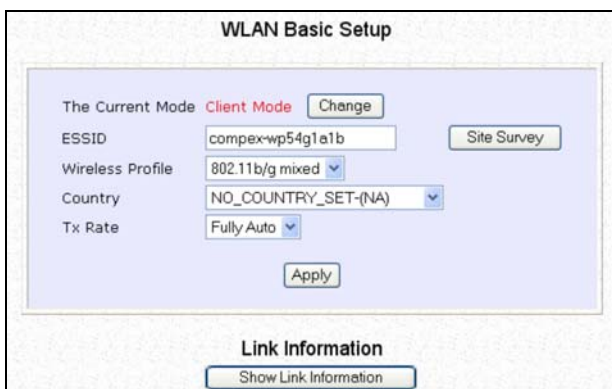 WLAN Basic Setup
The Current Mode Client Mode Change
ESSID compex-wp54g1a1b Site Survey
Wireless Profile 802.11b/g mixed
Country NO_COUNTRY_SET-(NA)
Tx Rate Fully Auto
Apply
Link Information
Show Link Information